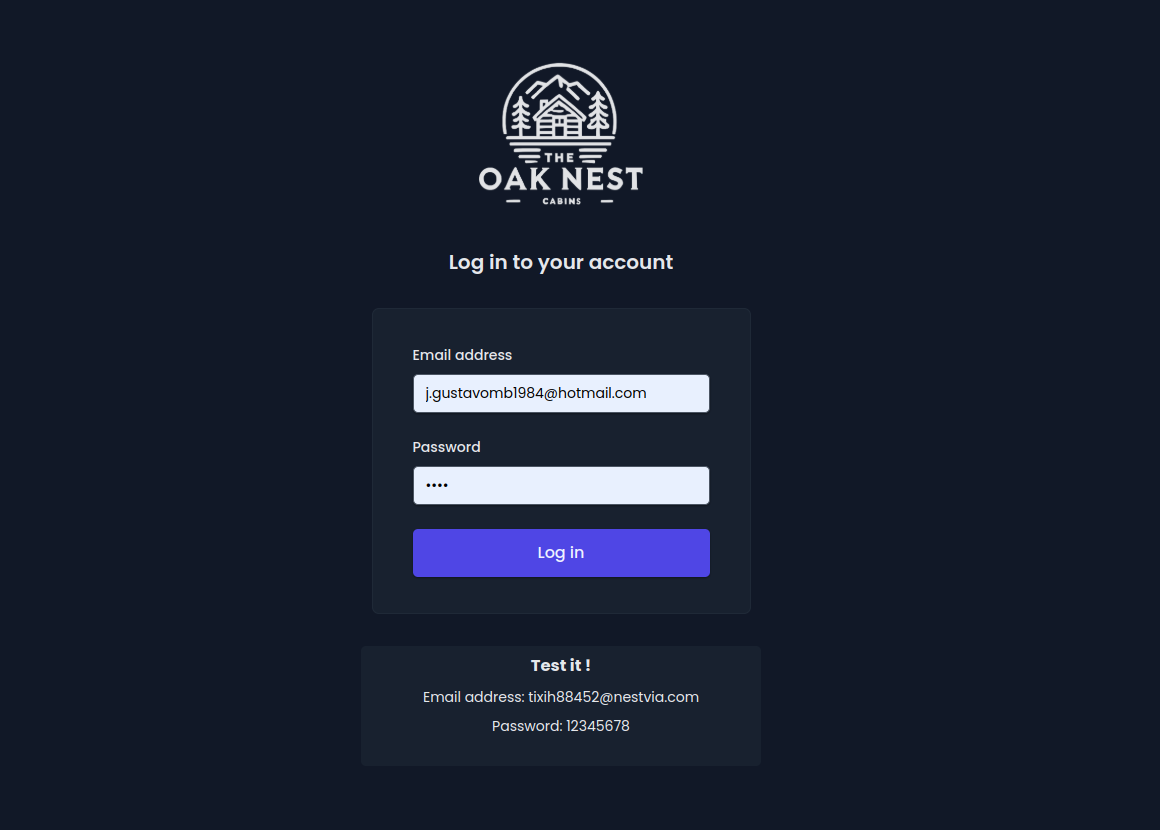 THE
OAK NEST
CABINS
Log in to your account
Email address
j.gustavomb1984@hotmail.com
Password
••••
Log in
Test it !
Email address: tixih88452@nestvia.com
Password: 12345678